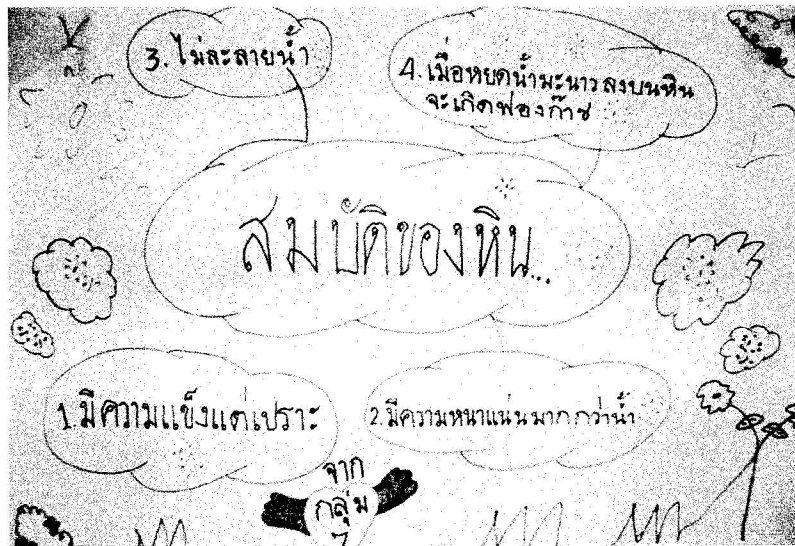 3. ไม่ละลายน้ำ
4. เมื่อหยดน้ำมะนาวลงบนหิน
จะเกิดฟองก๊าซ
สมบัติของหิน...
1. มีความแข็งแต่เปราะ
2. มีความหนาแน่นมากกว่าน้ำ
จาก
กลุ่ม
7